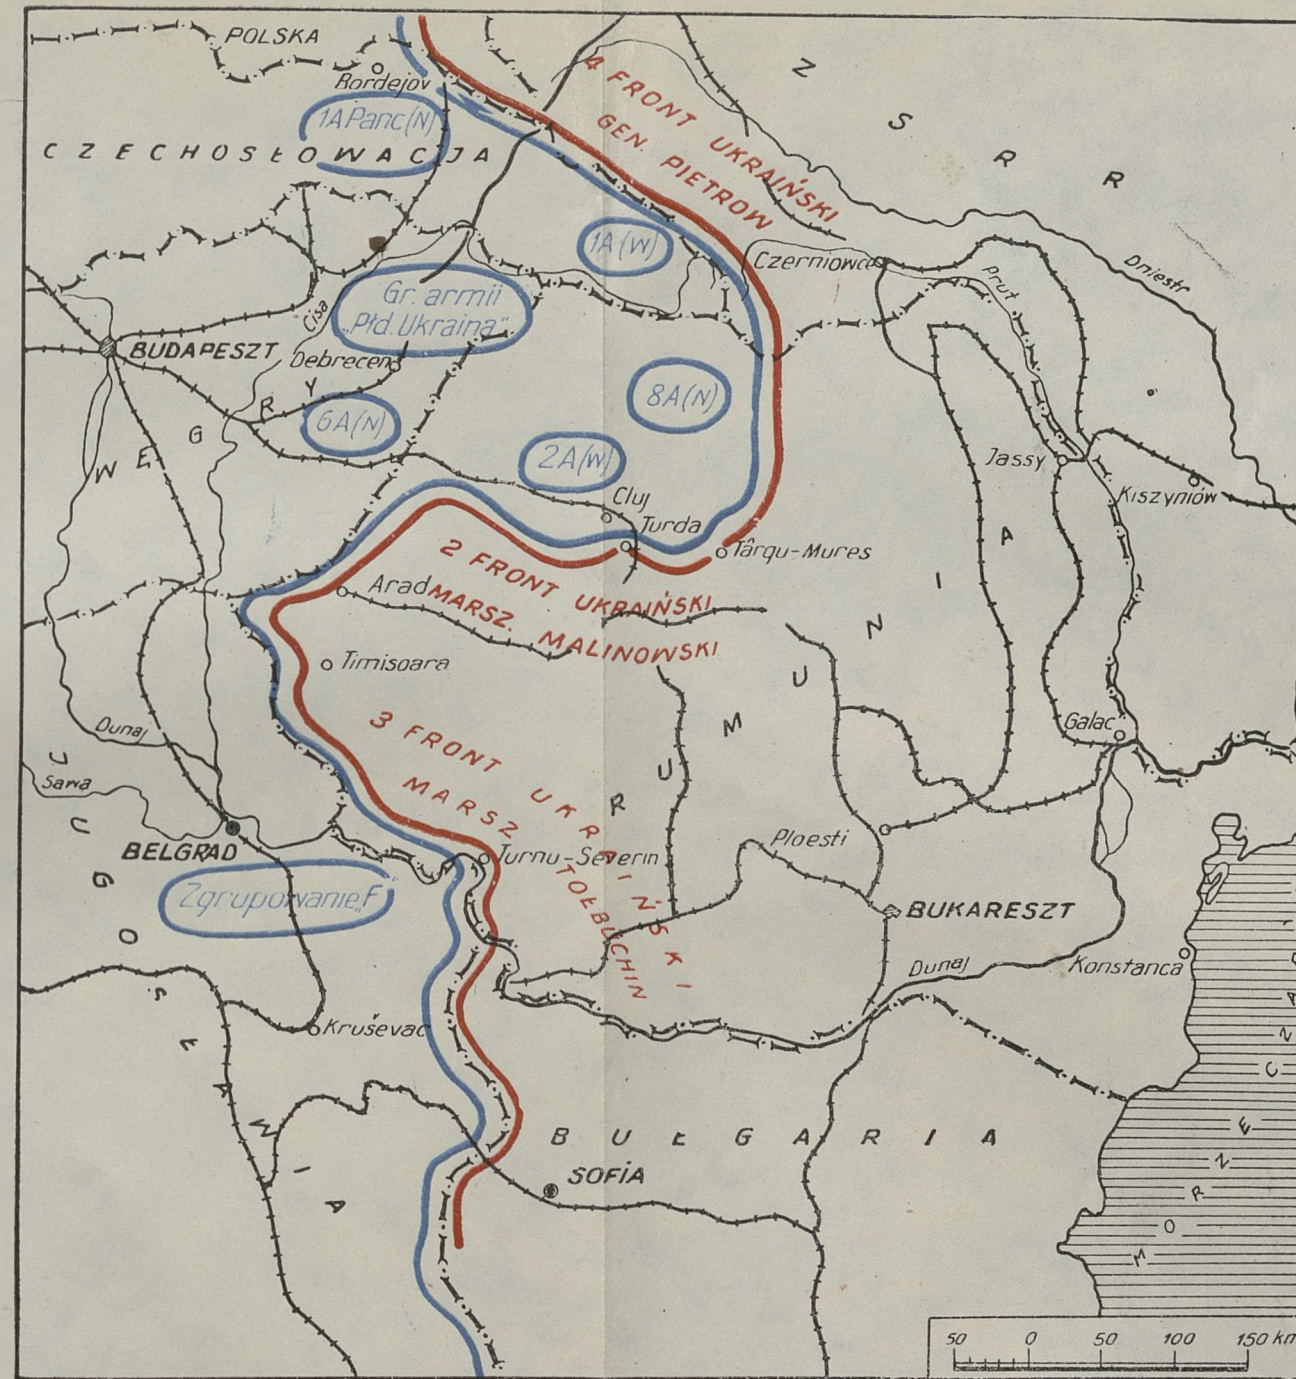 POLSKA
Z S R R
Bordejov
4 FRONT UKRAIŃSKI
GEN. PIETROW
1A Panc(N)
CZECHOSŁOWACJA
1A(W)
Czerniowce
Prut
Dniestr
Gr. armii
„Płd. Ukraina"
Cisa
BUDAPESZT
Debrecen
WĘGRY
6A(N)
8A(N)
2A(W)
Jassy
Kiszyniów
Cluj
Turda
Târqu-Mures
2 FRONT UKRAIŃSKI
MARSZ. MALINOWSKI
Arad
RUMUNIA
Timisoara
3 FRONT UKRAIŃSKI
MARSZ TOŁBUCHIN
Galac
Dunaj
Sawa
JUGOSŁAWIA
BELGRAD
Turnu-Severin
Ploesti
Zgrupowanie„F"
BUKARESZT
Dunaj
Konstanca
Kruševac
BUŁGARIA
SOFIA
MORZE
50 0 50 100 150 km